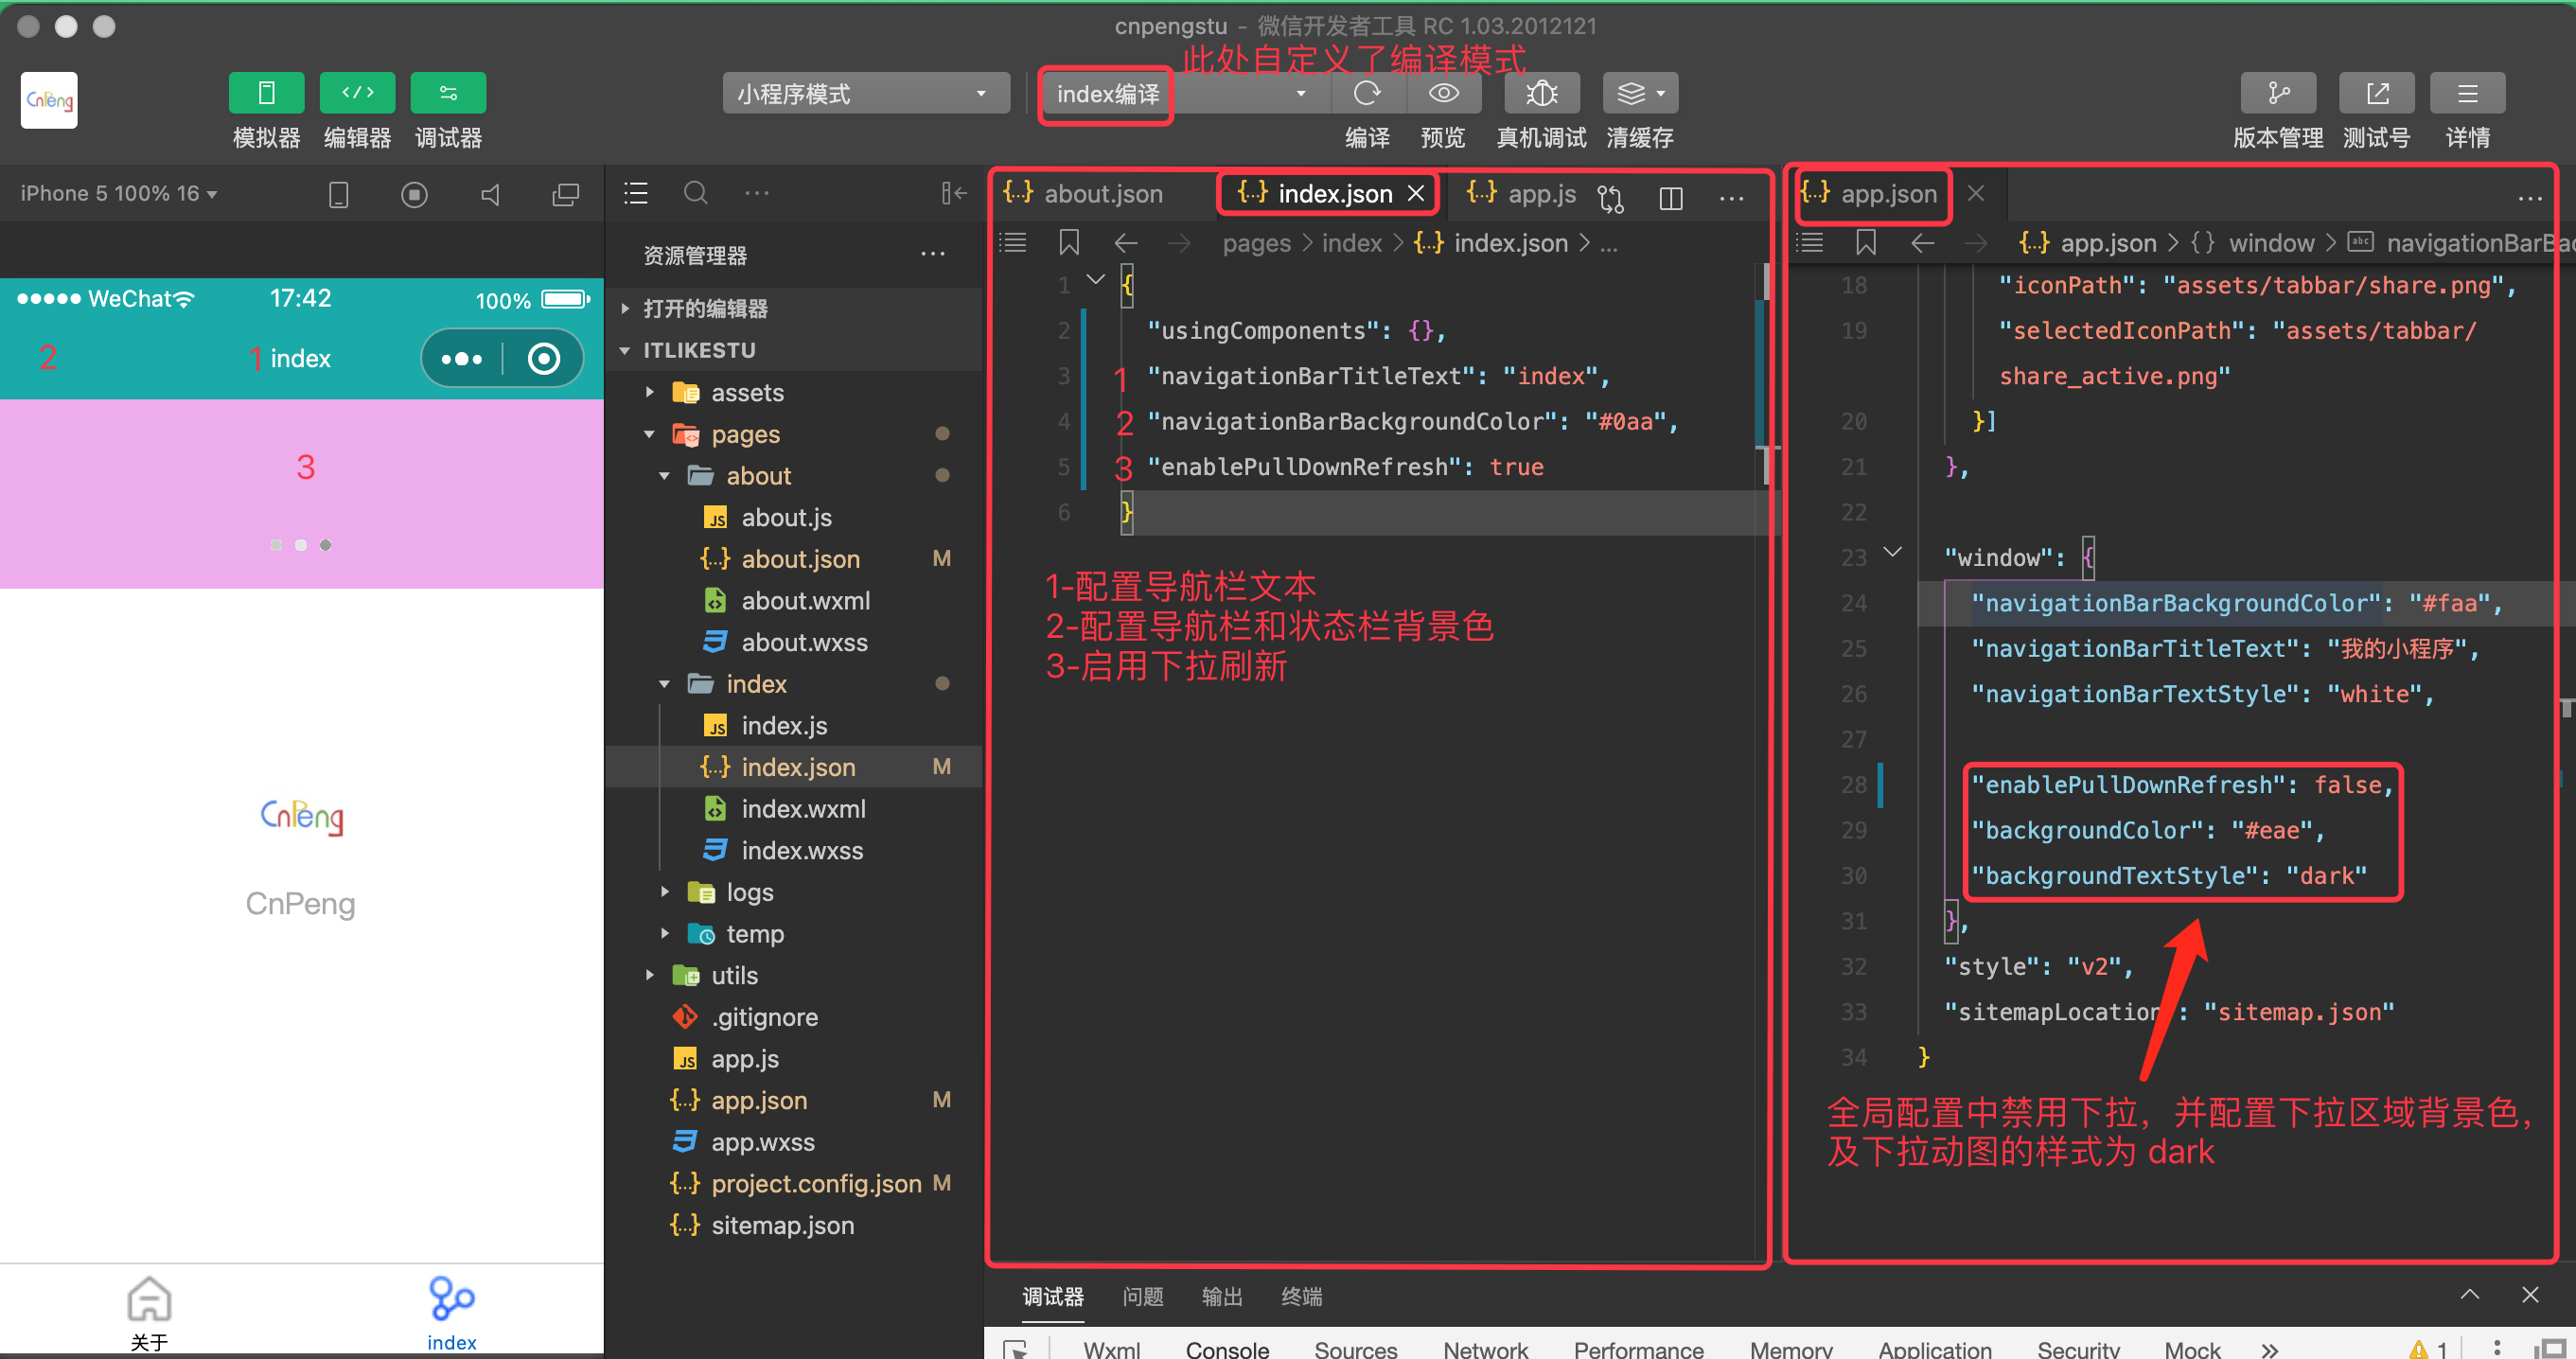 cnpengstu - 微信开发者工具 RC 1.03.2012121
此处自定义了编译模式
CnPeng
小程序模式
index编译
模拟器
编辑器
调试器
编译
预览
真机调试
清缓存
版本管理
测试号
详情
iPhone 5 100% 16
WeChat
17:42
100%
2
1
index
3
CnPeng
CnPeng
关于
index
资源管理器
打开的编辑器
ITLIKESTU
assets
pages
about
about.js
about.json M
about.wxml
about.wxss
index
index.js
index.json M
index.wxml
index.wxss
logs
temp
utils
.gitignore
app.js
app.json M
app.wxss
project.config.json M
sitemap.json
{..} about.json
{..} index.json
{..} app.js
pages > index > {..} index.json > ...
1 {
2 "usingComponents": {},
3 1 "navigationBarTitleText": "index",
4 2 "navigationBarBackgroundColor": "#0aa",
5 3 "enablePullDownRefresh": true
6 }
1-配置导航栏文本
2-配置导航栏和状态栏背景色
3-启用下拉刷新
{..} app.json
{..} app.json > {} window > abc navigationBarBac
18 "iconPath": "assets/tabbar/share.png",
19 "selectedIconPath": "assets/tabbar/
share_active.png"
20 }]
21 },
22
23 "window": {
24 "navigationBarBackgroundColor": "#faa",
25 "navigationBarTitleText": "我的小程序",
26 "navigationBarTextStyle": "white",
27
28 "enablePullDownRefresh": false,
29 "backgroundColor": "#eae",
30 "backgroundTextStyle": "dark"
31 },
32 "style": "v2",
33 "sitemapLocation": "sitemap.json"
34 }
全局配置中禁用下拉，并配置下拉区域背景色，
及下拉动图的样式为 dark
调试器 问题 输出 终端
Wxml Console Sources Network Performance Memory Application Security Mock » 1